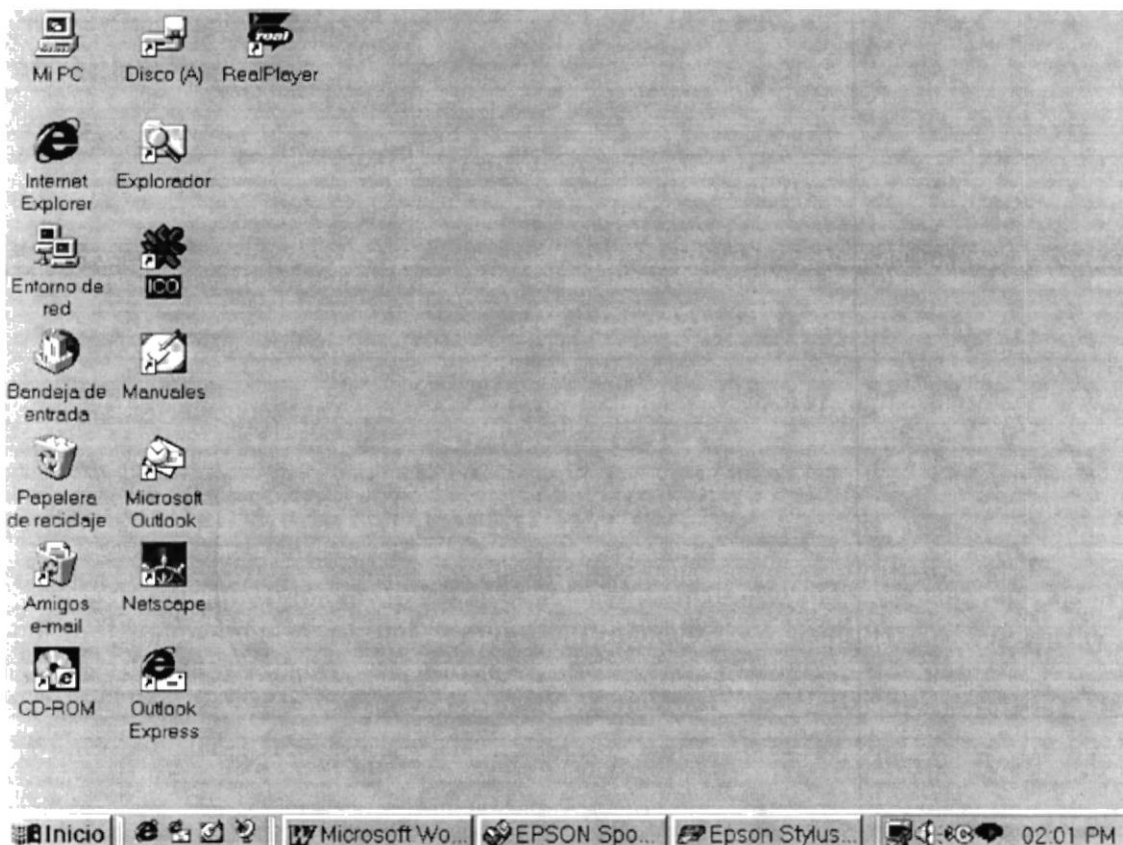 real
Mi PC
Disco (A)
RealPlayer
Internet
Explorer
Explorador
Entorno de
red
ICO
Bandeja de
entrada
Manuales
Papelera
de reciclaje
Microsoft
Outlook
Amigos
e-mail
Netscape
CD-ROM
Outlook
Express
Inicio
Microsoft Wo...
EPSON Spo...
Epson Stylus...
02:01 PM